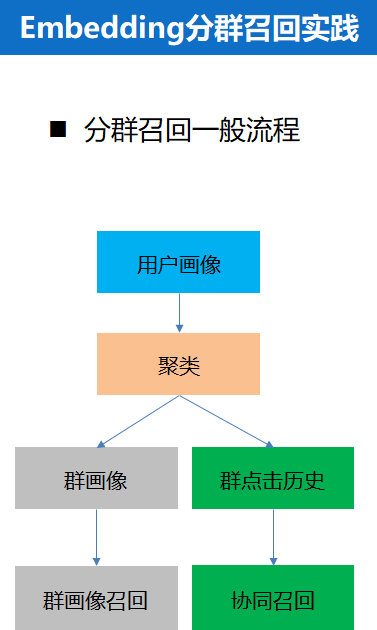 Embedding分群召回实践
■ 分群召回一般流程
用户画像
聚类
群画像
群点击历史
群画像召回
协同召回